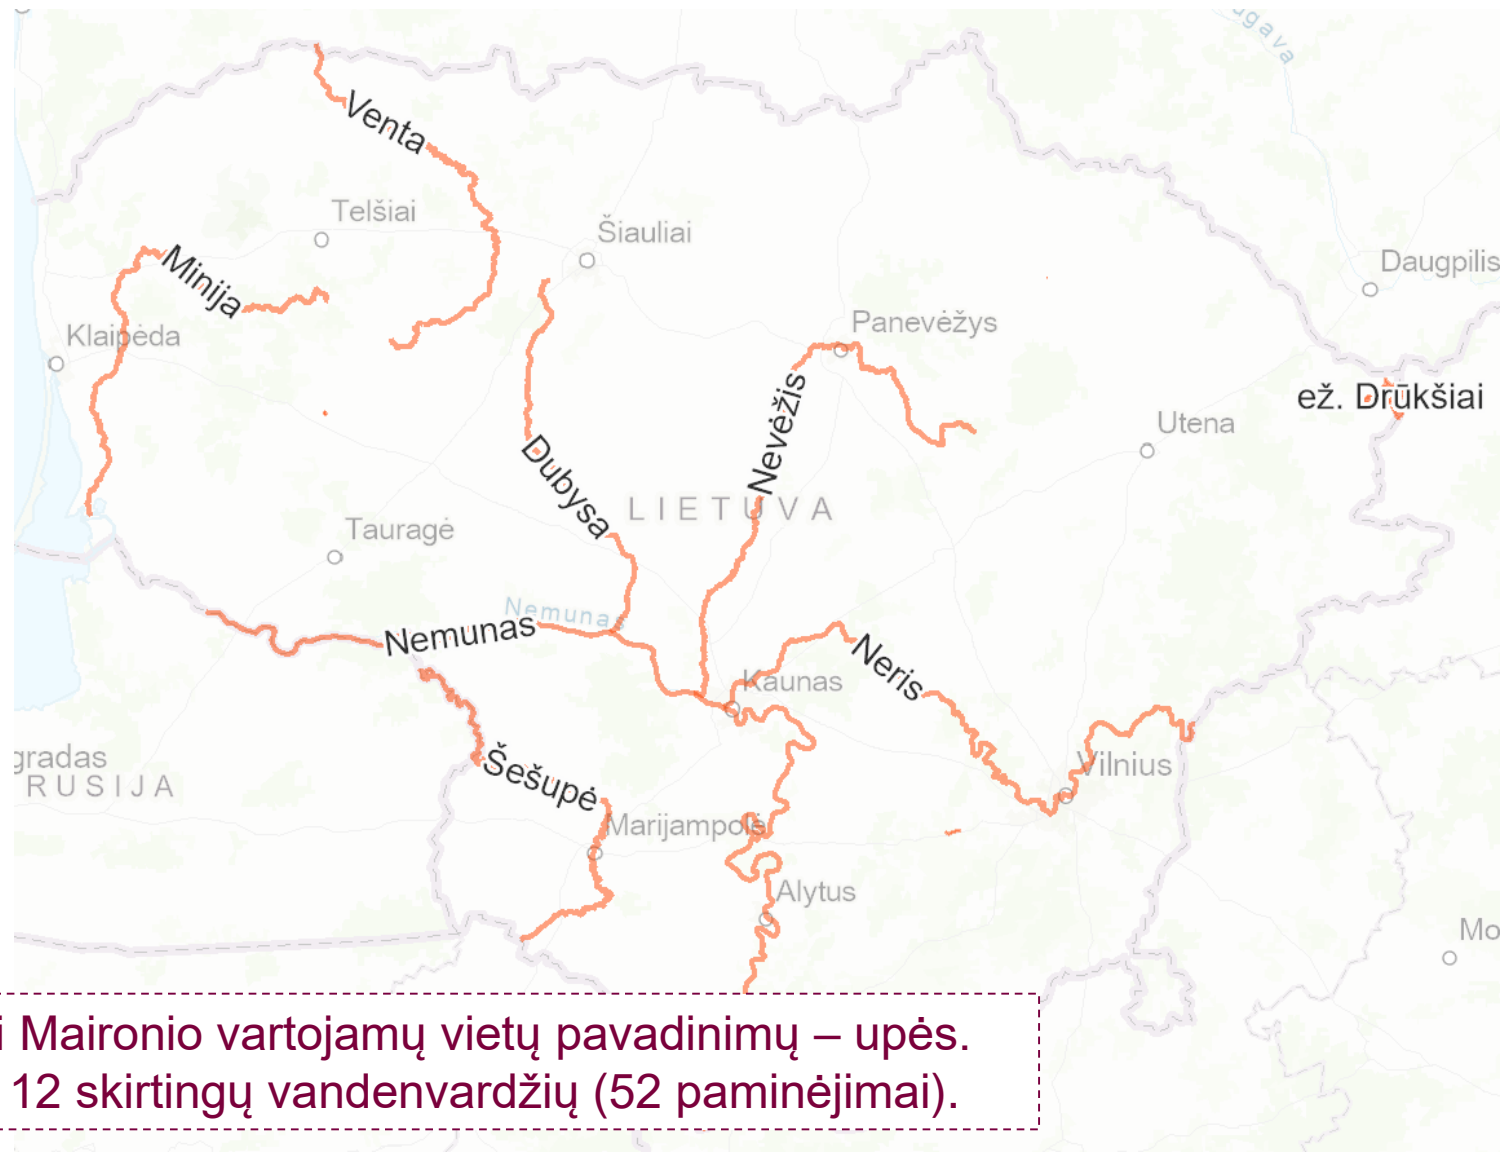 Venta
Telšiai
Šiauliai
Minija
Daugpilis
Klaipėda
Panevėžys
ež. Drūkšiai
Utena
Nevėžis
Dubysa
LIETUVA
Tauragė
Nemunas
Nemunas
Neris
Kaunas
gradas
RUSIJA
Šešupė
Vilnius
Marijampolė
Alytus
Mo
i Maironio vartojamų vietų pavadinimų – upės.
12 skirtingų vandenvardžių (52 paminėjimai).